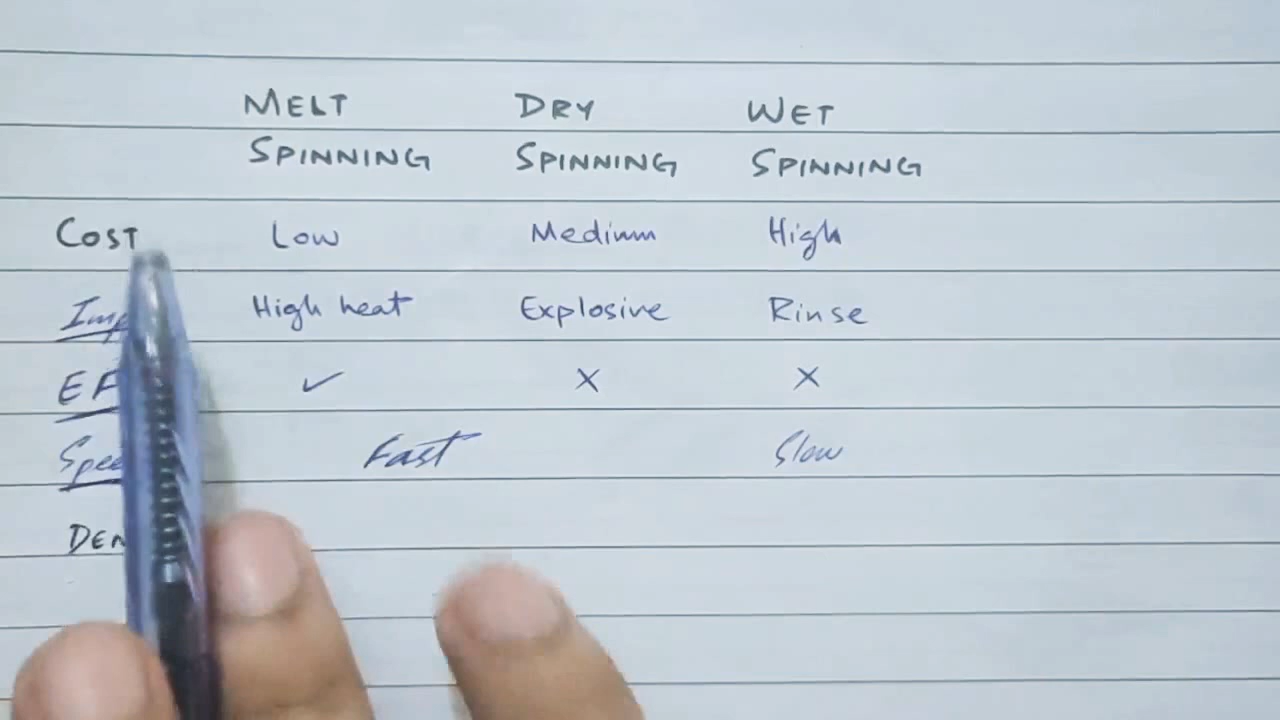 MELT DRY WET
SPINNING SPINNING SPINNING
COST Low Medium High
High heat Explosive Rinse
✓ X X
Fast Slow